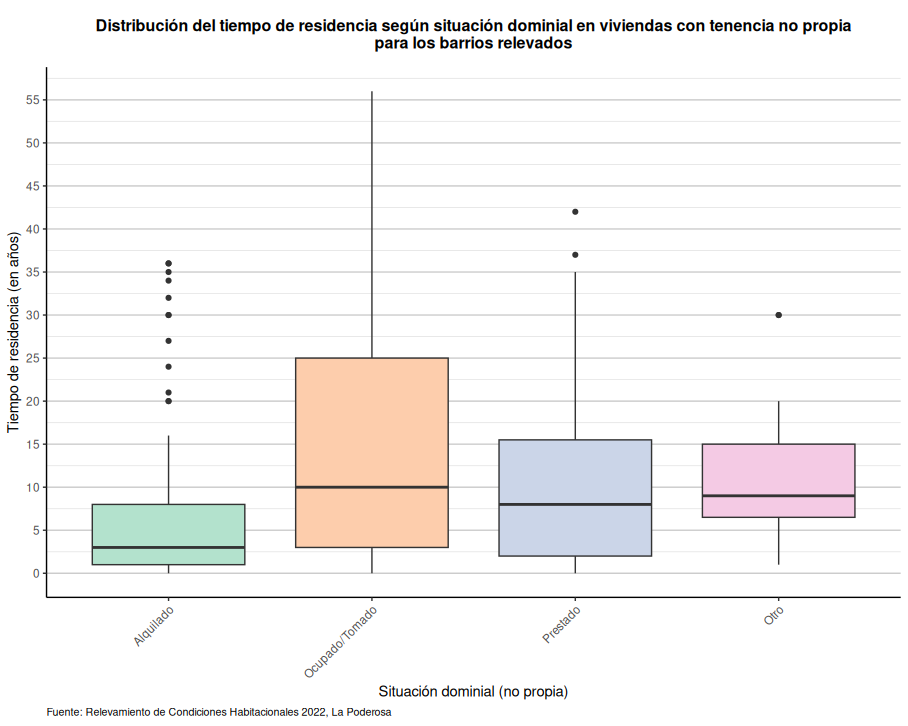 Distribución del tiempo de residencia según situación dominial en viviendas con tenencia no propia
para los barrios relevados
Tiempo de residencia (en años)
55
50
45
40
35
30
25
20
15
10
5
0
Alquilado
Ocupado/Tomado
Prestado
Otro
Situación dominial (no propia)
Fuente: Relevamiento de Condiciones Habitacionales 2022, La Poderosa